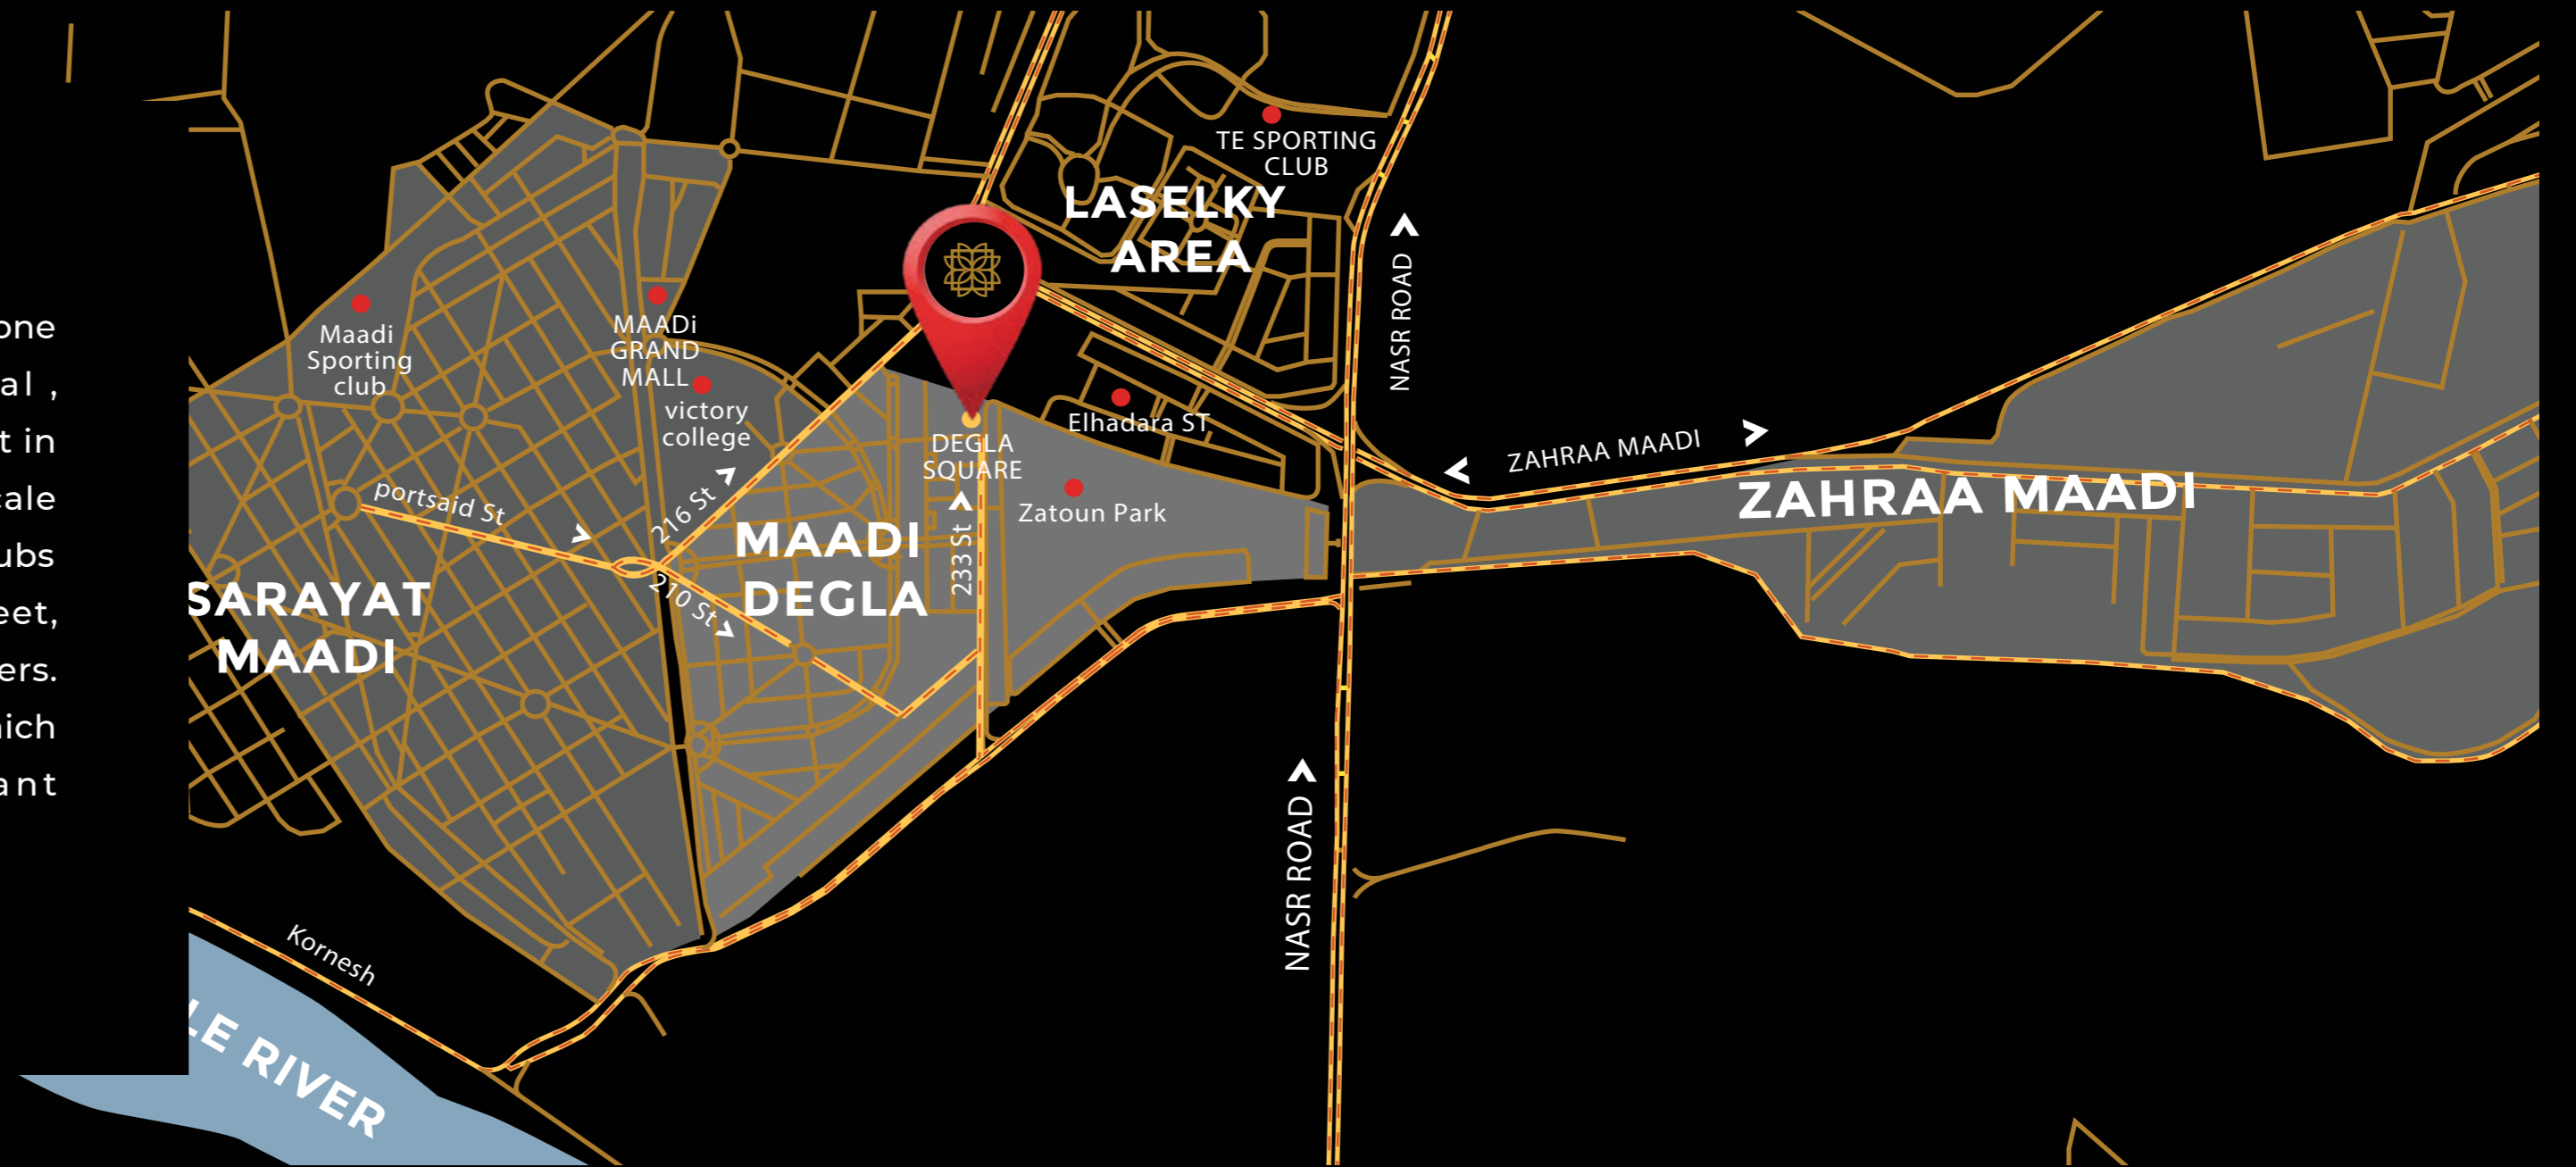 one
al ,
t in
cale
ubs
eet,
ers.
nich
ant
TE SPORTING
CLUB
LASELKY
AREA
NASR ROAD
Maadi
Sporting
club
MAADi
GRAND
MALL
victory
college
Elhadara ST
DEGLA
SQUARE
Zatoun Park
ZAHRAA MAADI
ZAHRAA MAADI
portsaid St
216 St
210 St
233 St
MAADI
DEGLA
SARAYAT
MAADI
NASR ROAD
Kornesh
LE RIVER